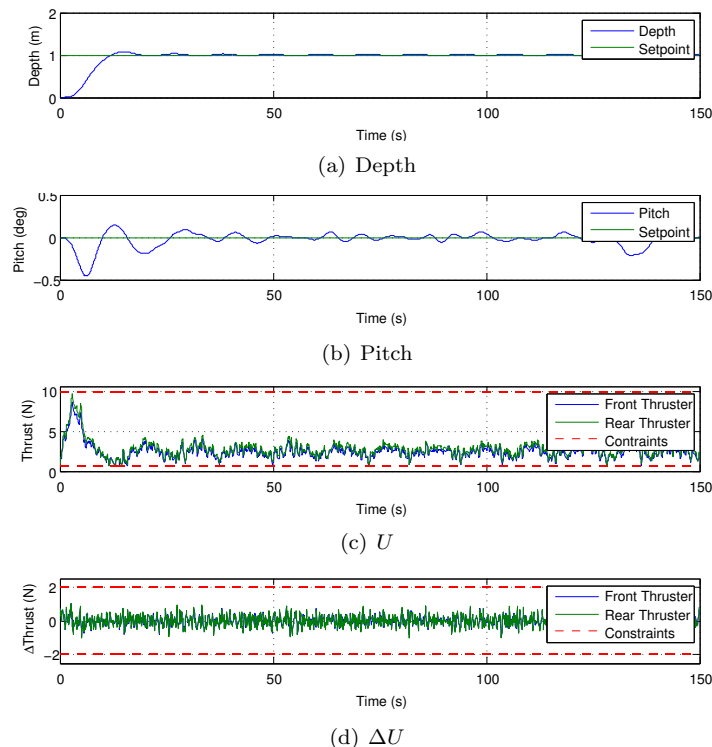 2
1
0
Depth (m)
0
50
100
150
Time (s)
Depth
Setpoint
(a) Depth
0.5
0
−0.5
Pitch (deg)
0
50
100
150
Time (s)
Pitch
Setpoint
(b) Pitch
10
5
0
Thrust (N)
0
50
100
150
Time (s)
Front Thruster
Rear Thruster
Contraints
(c) U
2
0
−2
ΔThrust (N)
0
50
100
150
Time (s)
Front Thruster
Rear Thruster
Constraints
(d) ΔU